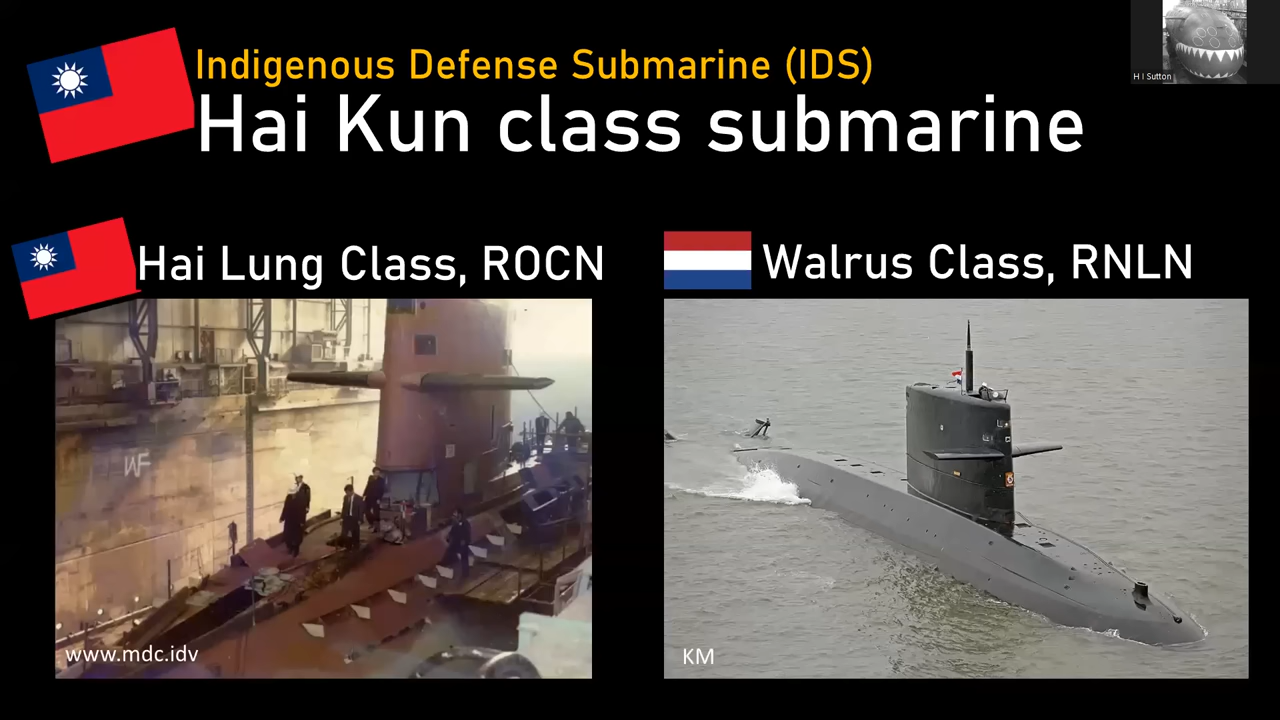 Indigenous Defense Submarine (IDS)
Hai Kun class submarine
H I Sutton
Hai Lung Class, ROCN
Walrus Class, RNLN
WF
www.mdc.idv
KM